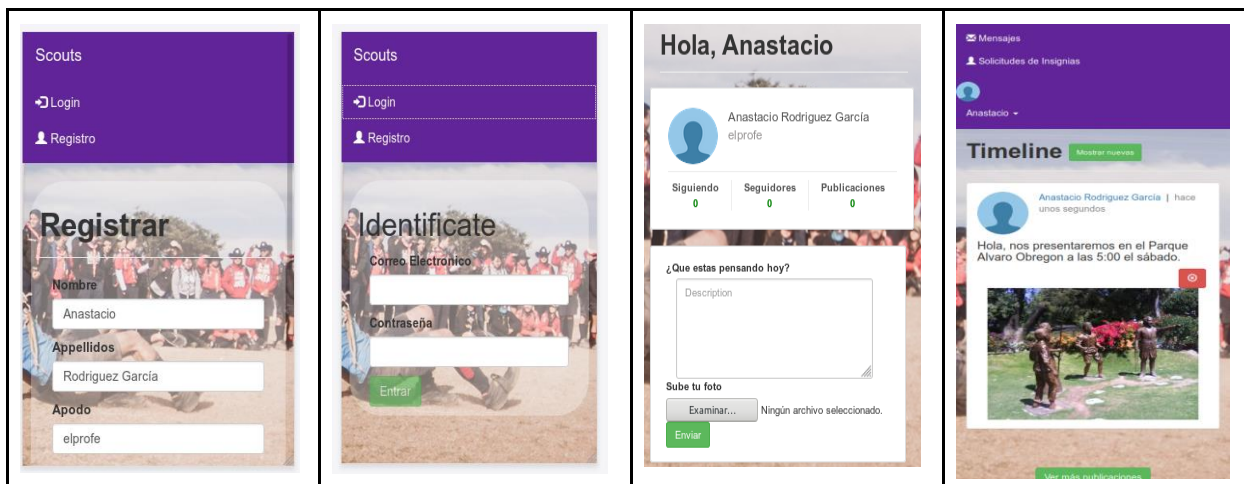 Scouts
Login
Registro
Registrar
Nombre
Anastacio
Appellidos
Rodriguez García
Apodo
elprofe
Scouts
Login
Registro
Identificate
Correo Electronico
Contraseña
Entrar
Hola, Anastacio
Anastacio Rodriguez García
elprofe
Siguiendo Seguidores Publicaciones
0 0 0
¿Que estas pensando hoy?
Description
Sube tu foto
Examinar... Ningún archivo seleccionado.
Enviar
Mensajes
Solicitudes de Insignias
Anastacio
Timeline Mostrar nuevos
Anastacio Rodriguez García | hace
unos segundos
Hola, nos presentaremos en el Parque
Alvaro Obregon a las 5:00 el sábado.
Ver más publicaciones